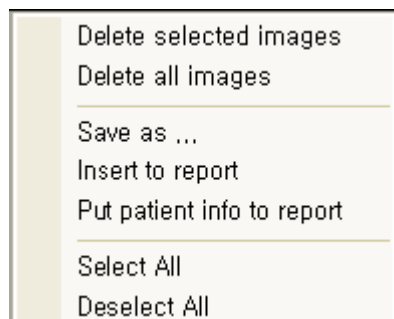 Delete selected images
Delete all images
Save as ...
Insert to report
Put patient info to report
Select All
Deselect All